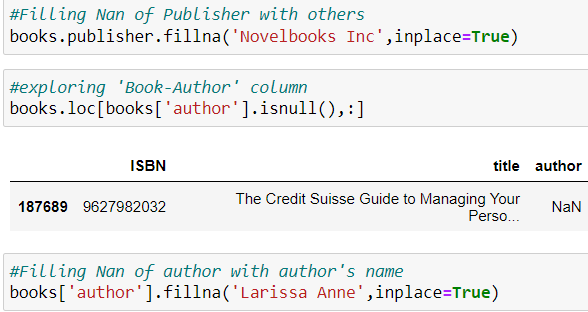 #Filling Nan of Publisher with others
books.publisher.fillna('Novelbooks Inc',inplace=True)
#exploring 'Book-Author' column
books.loc[books['author'].isnull(),:]
ISBN title author
187689 9627982032 The Credit Suisse Guide to Managing Your Perso... NaN
#Filling Nan of author with author's name
books['author'].fillna('Larissa Anne',inplace=True)